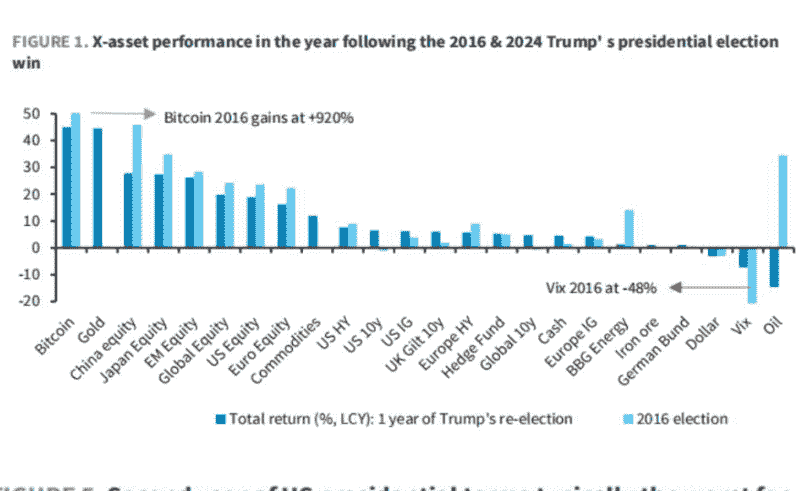 FIGURE 1. X-asset performance in the year following the 2016 & 2024 Trump' s presidential election
win
50
40
30
20
10
0
-10
-20
Bitcoin 2016 gains at +920%
Vix 2016 at -48%
Bitcoin
Gold
China equity
Japan Equity
EM Equity
Global Equity
US Equity
Euro Equity
Commodities
US HY
US 10y
US IG
UK Gilt 10y
Europe HY
Hedge Fund
Global 10y
Cash
Europe IG
BBG Energy
Iron ore
German Bund
Dollar
Vix
Oil
Total return (%, LCY): 1 year of Trump's re-election
2016 election